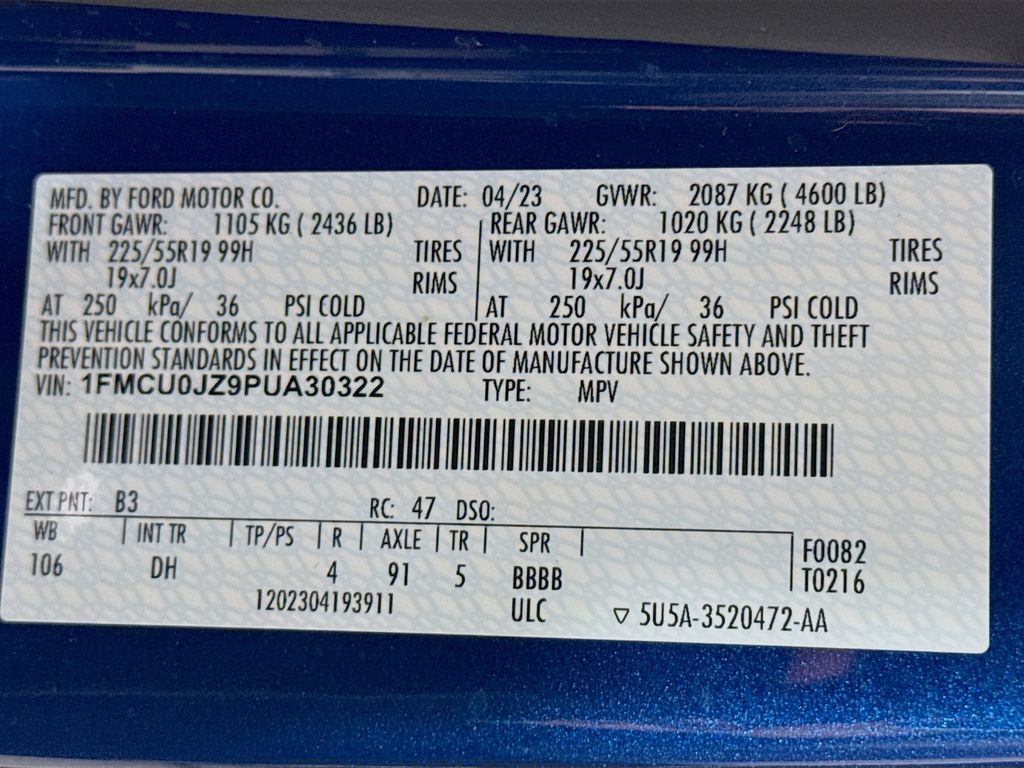 MFD. BY FORD MOTOR CO. DATE: 04/23 GVWR: 2087 KG ( 4600 LB)
FRONT GAWR: 1105 KG ( 2436 LB) REAR GAWR: 1020 KG ( 2248 LB)
WITH 225/55R19 99H TIRES WITH 225/55R19 99H TIRES
19x7.0J RIMS 19x7.0J RIMS
AT 250 kPa/ 36 PSI COLD AT 250 kPa/ 36 PSI COLD
THIS VEHICLE CONFORMS TO ALL APPLICABLE FEDERAL MOTOR VEHICLE SAFETY AND THEFT
PREVENTION STANDARDS IN EFFECT ON THE DATE OF MANUFACTURE SHOWN ABOVE.
VIN: 1FMCU0JZ9PUA30322 TYPE: MPV
EXT PNT: B3 RC: 47 DSO:
WB INT TR TP/PS R AXLE TR SPR F0082
106 DH 4 91 5 BBBB T0216
1202304193911 ULC ▽ 5U5A-3520472-AA